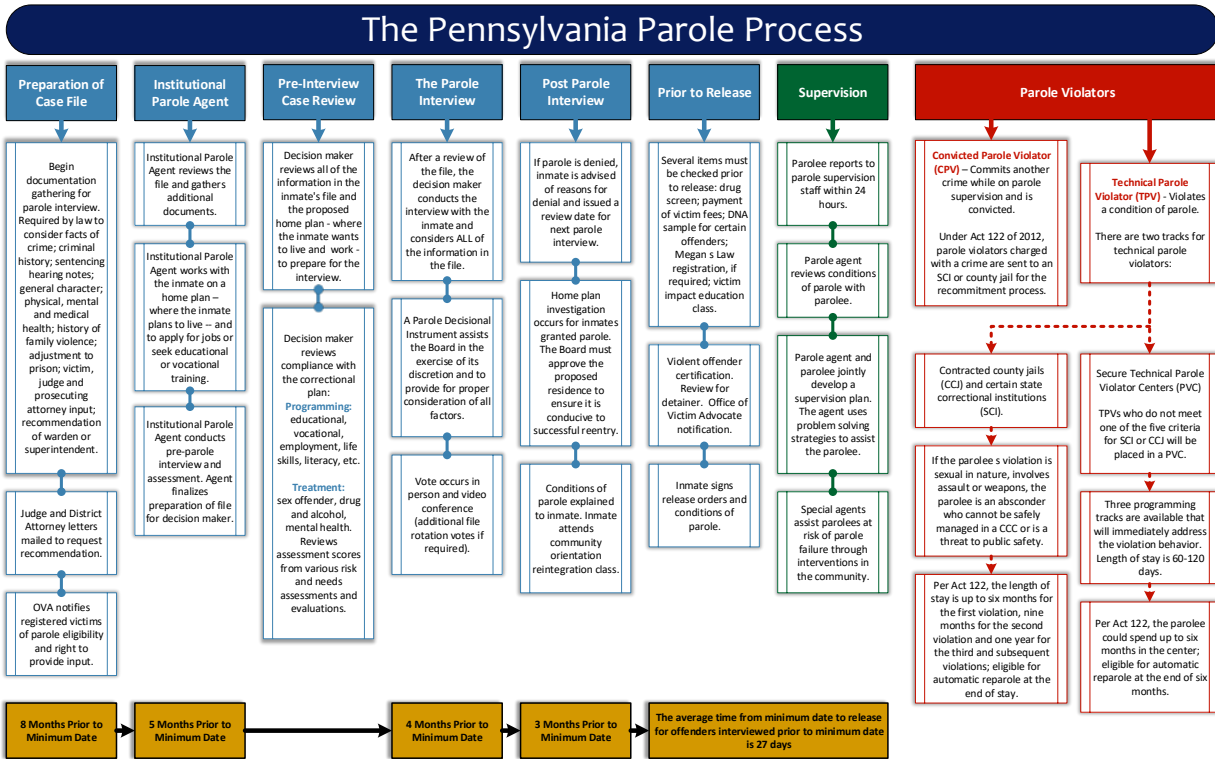 The Pennsylvania Parole Process
Preparation of
Case File
Begin
documentation
gathering for
parole interview.
Required by law to
consider facts of
crime; criminal
history; sentencing
hearing notes;
general character;
physical, mental
and medical
health; history of
family violence;
adjustment to
prison; victim,
judge and
prosecuting
attorney input;
recommendation
of warden or
superintendent.
Judge and District
Attorney letters
mailed to request
recommendation.
OVA notifies
registered victims
of parole eligibility
and right to
provide input.
Institutional
Parole Agent
Institutional Parole
Agent reviews the
file and gathers
additional
documents.
Institutional Parole
Agent works with
the inmate on a
home plan –
where the inmate
plans to live -- and
to apply for jobs or
seek educational
or vocational
training.
Institutional Parole
Agent conducts
pre-parole
interview and
assessment. Agent
finalizes
preparation of file
for decision maker.
Pre-Interview
Case Review
Decision maker
reviews all of the
information in the
inmate's file and
the proposed
home plan - where
the inmate wants
to live and work -
to prepare for the
interview.
Decision maker
reviews
compliance with
the correctional
plan:
Programming:
educational,
vocational,
employment, life
skills, literacy, etc.
Treatment:
sex offender, drug
and alcohol,
mental health.
Reviews
assessment scores
from various risk
and needs
assessments and
evaluations.
The Parole
Interview
After a review of
the file, the
decision maker
conducts the
interview with the
inmate and
considers ALL of
the information in
the file.
A Parole Decisional
Instrument assists
the Board in the
exercise of its
discretion and to
provide for proper
consideration of all
factors.
Vote occurs in
person and video
conference
(additional file
rotation votes if
required).
Post Parole
Interview
If parole is denied,
inmate is advised
of reasons for
denial and issued a
review date for
next parole
interview.
Home plan
investigation
occurs for inmates
granted parole.
The Board must
approve the
proposed
residence to
ensure it is
conducive to
successful reentry.
Conditions of
parole explained
to inmate. Inmate
attends
community
orientation
reintegration class.
Prior to Release
Several items must
be checked prior
to release: drug
screen; payment
of victim fees; DNA
sample for certain
offenders;
Megan s Law
registration, if
required; victim
impact education
class.
Violent offender
certification.
Review for
detainer. Office of
Victim Advocate
notification.
Inmate signs
release orders and
conditions of
parole.
Supervision
Parolee reports to
parole supervision
staff within 24
hours.
Parole agent
reviews conditions
of parole with
parolee.
Parole agent and
parolee jointly
develop a
supervision plan.
The agent uses
problem solving
strategies to assist
the parolee.
Special agents
assist parolees at
risk of parole
failure through
interventions in
the community.
Parole Violators
Convicted Parole Violator
(CPV) – Commits another
crime while on parole
supervision and is
convicted.
Under Act 122 of 2012,
parole violators charged
with a crime are sent to an
SCI or county jail for the
recommitment process.
Technical Parole
Violator (TPV) - Violates
a condition of parole.
There are two tracks for
technical parole
violators:
Contracted county jails
(CCJ) and certain state
correctional institutions
(SCI).
If the parolee s violation is
sexual in nature, involves
assault or weapons, the
parolee is an absconder
who cannot be safely
managed in a CCC or is a
threat to public safety.
Per Act 122, the length of
stay is up to six months for
the first violation, nine
months for the second
violation and one year for
the third and subsequent
violations; eligible for
automatic reparole at the
end of stay.
Secure Technical Parole
Violator Centers (PVC)
TPVs who do not meet
one of the five criteria
for SCI or CCJ will be
placed in a PVC.
Three programming
tracks are available that
will immediately address
the violation behavior.
Length of stay is 60-120
days.
Per Act 122, the parolee
could spend up to six
months in the center;
eligible for automatic
reparole at the end of six
months.
8 Months Prior to
Minimum Date
5 Months Prior to
Minimum Date
4 Months Prior to
Minimum Date
3 Months Prior to
Minimum Date
The average time from minimum date to release
for offenders interviewed prior to minimum date
is 27 days